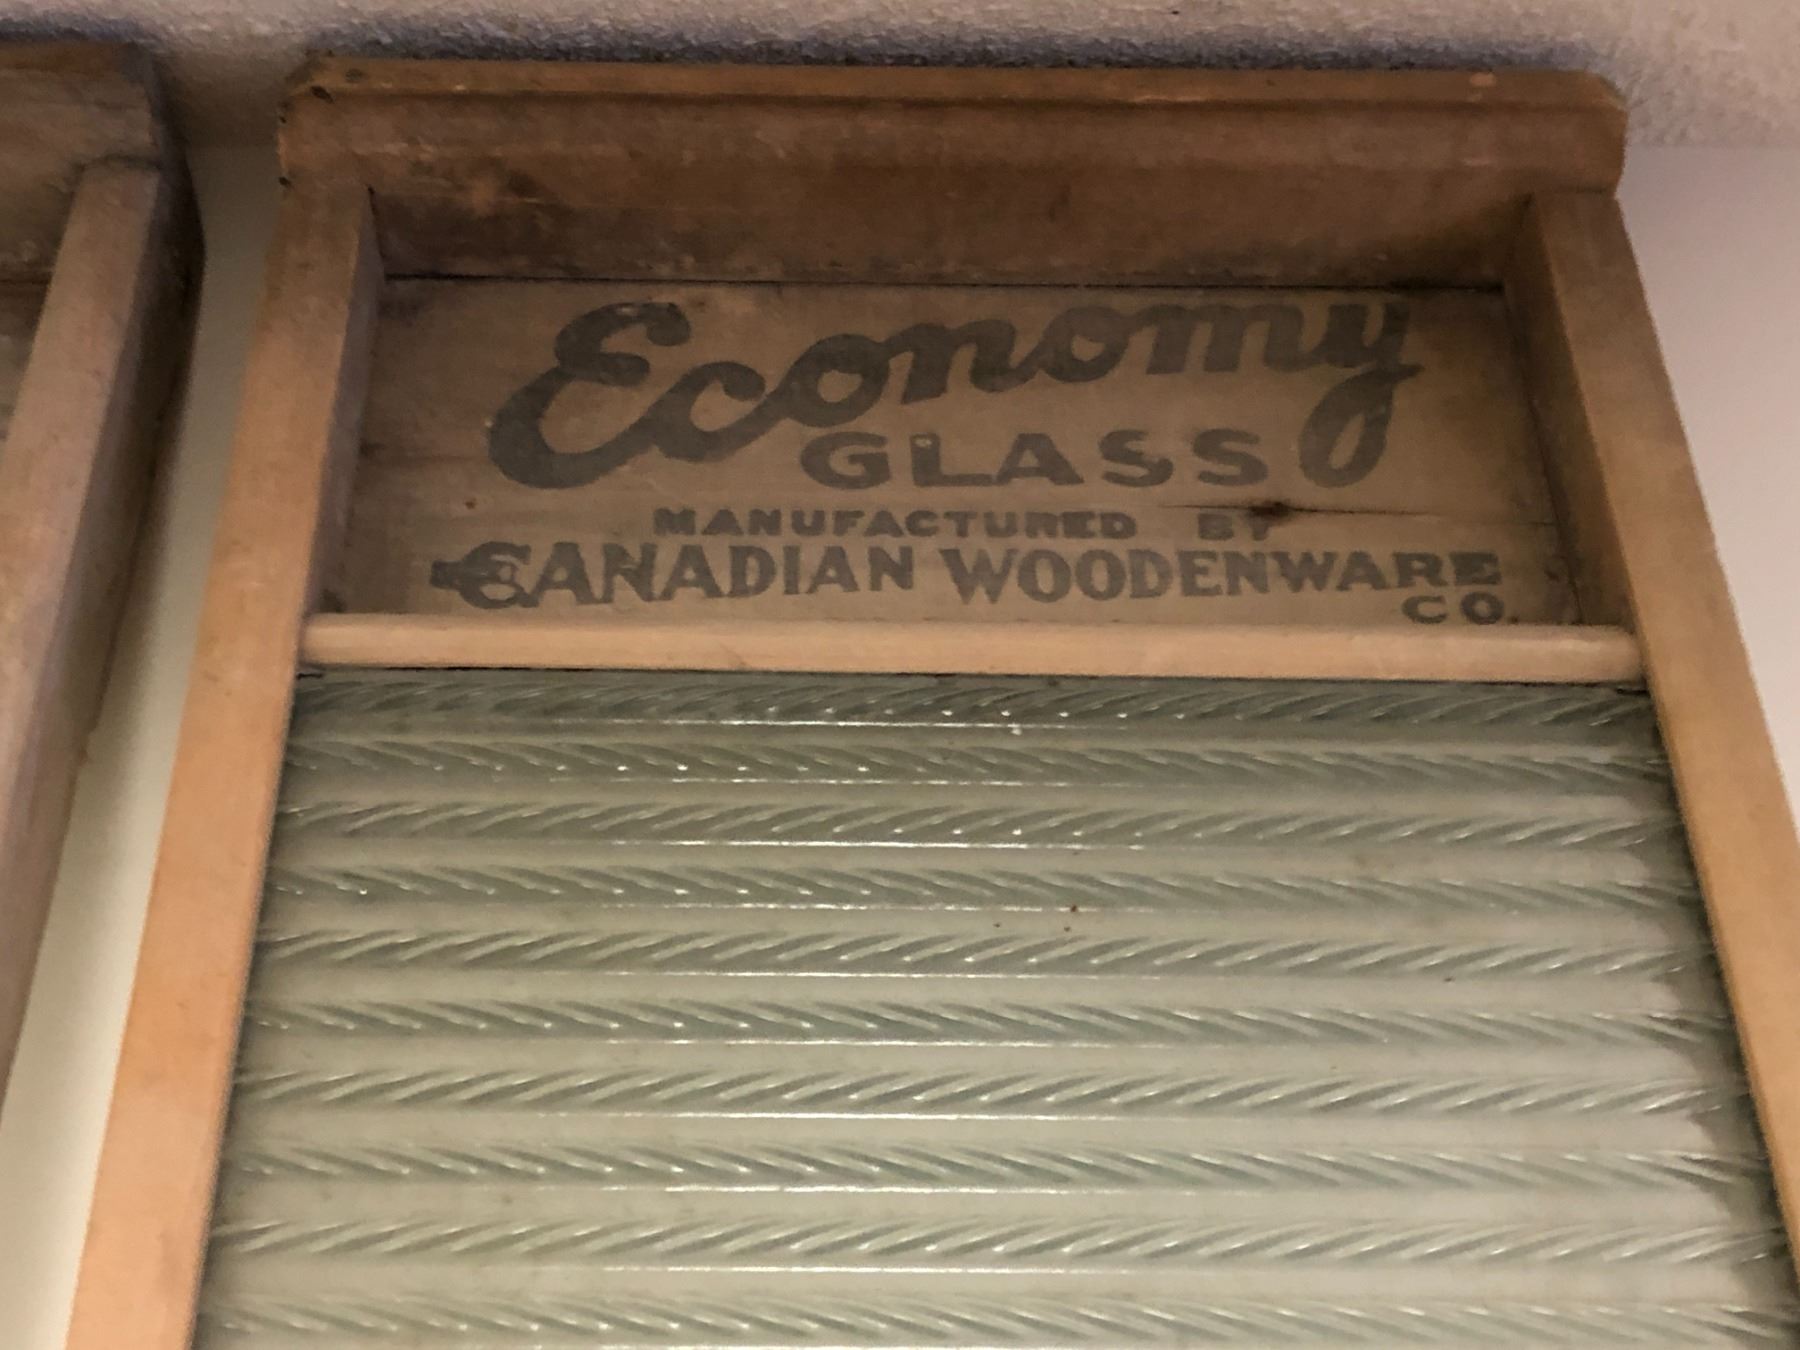 Economy
GLASS
MANUFACTURED BY
CANADIAN WOODENWARE
CO.